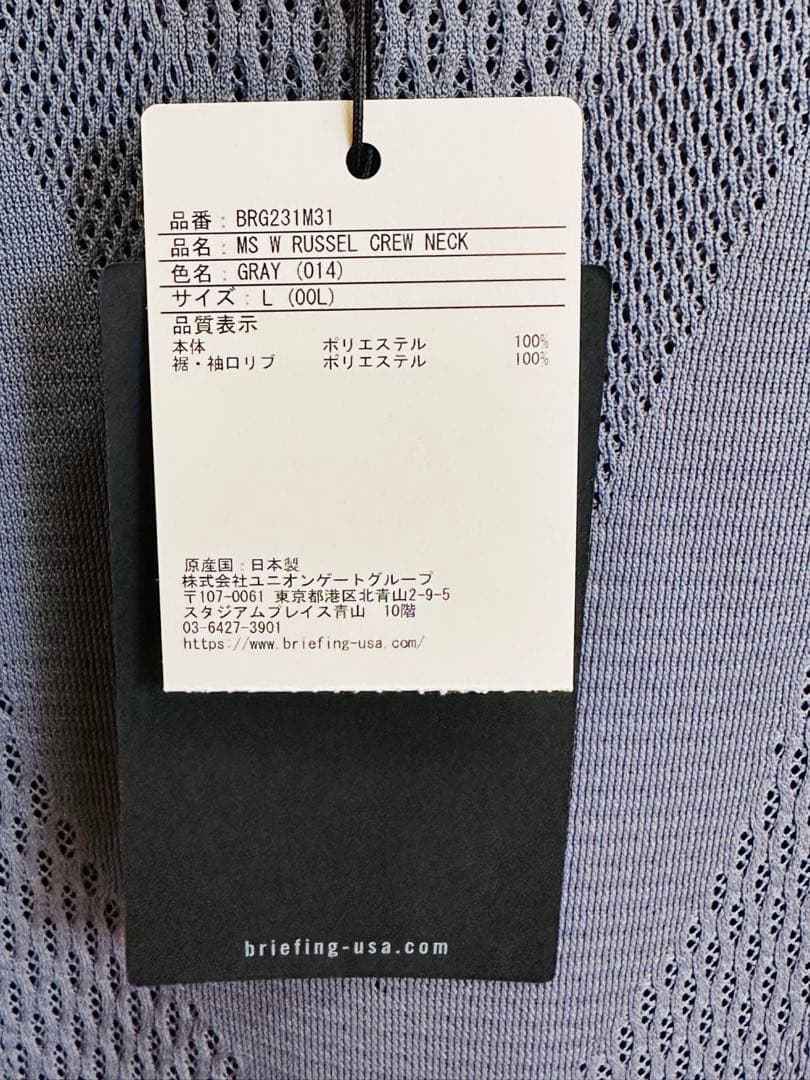 品番：BRG231M31
品名：MS W RUSSEL CREW NECK
色名：GRAY (014)
サイズ：L (00L)
品質表示
本体 ポリエステル 100%
裾・袖口リブ ポリエステル 100%
原産国：日本製
株式会社ユニオンゲートグループ
〒107-0061 東京都港区北青山2-9-5
スタジアムプレイス青山 10階
03-6427-3901
https://www.briefing-usa.com/
briefing-usa.com